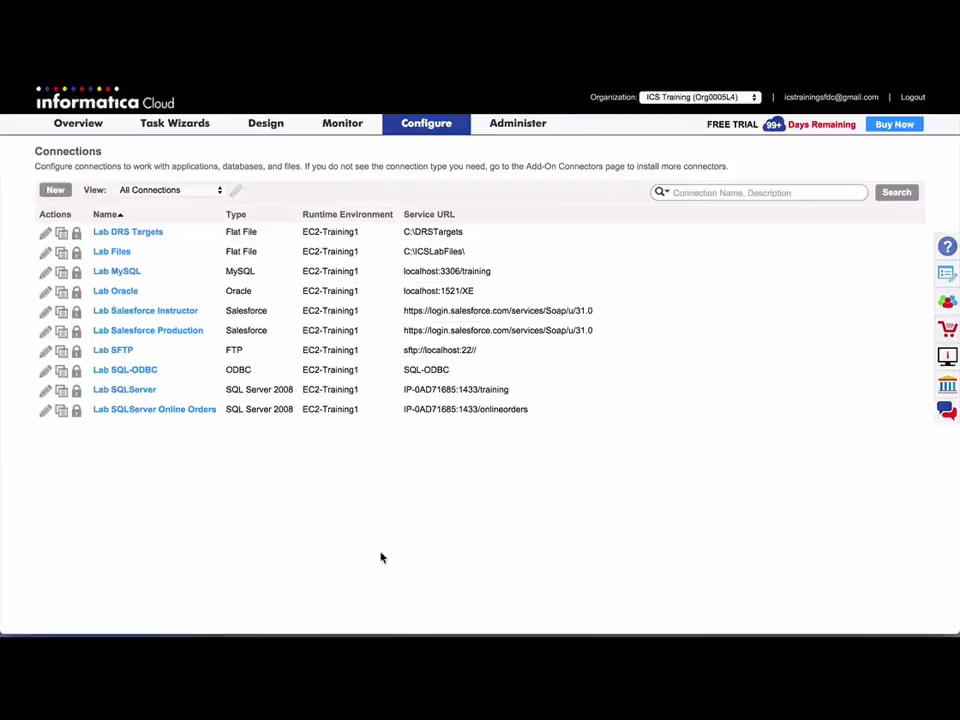 informatica Cloud
Organization: ICS Training (Org0005L4) | icstrainingsfdc@gmail.com | Logout
Overview Task Wizards Design Monitor Configure Administer FREE TRIAL 99+ Days Remaining Buy Now
Connections
Configure connections to work with applications, databases, and files. If you do not see the connection type you need, go to the Add-On Connectors page to install more connectors.
New View: All Connections Connection Name, Description Search
Actions Name Type Runtime Environment Service URL
Lab DRS Targets Flat File EC2-Training1 C:\DRSTargets
Lab Files Flat File EC2-Training1 C:\ICSLabFiles\
Lab MySQL MySQL EC2-Training1 localhost:3306/training
Lab Oracle Oracle EC2-Training1 localhost:1521/XE
Lab Salesforce Instructor Salesforce EC2-Training1 https://login.salesforce.com/services/Soap/u/31.0
Lab Salesforce Production Salesforce EC2-Training1 https://login.salesforce.com/services/Soap/u/31.0
Lab SFTP FTP EC2-Training1 sftp://localhost:22//
Lab SQL-ODBC ODBC EC2-Training1 SQL-ODBC
Lab SQLServer SQL Server 2008 EC2-Training1 IP-0AD71685:1433/training
Lab SQLServer Online Orders SQL Server 2008 EC2-Training1 IP-0AD71685:1433/onlineorders